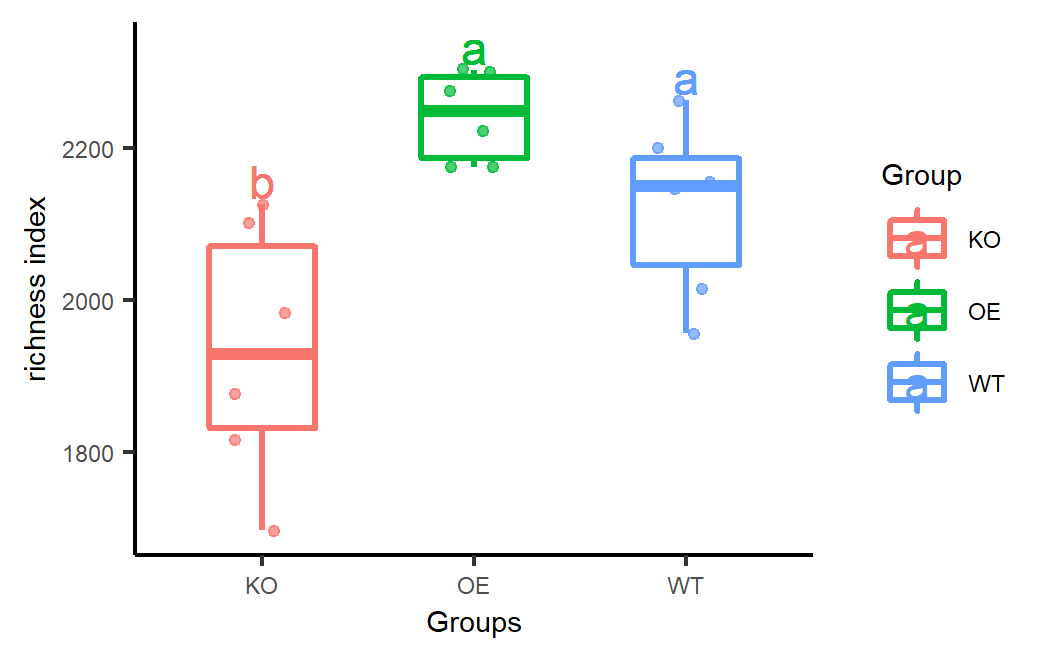 a
a
b
2200
2000
1800
richness index
KO
OE
WT
Groups
Group
a KO
a OE
a WT